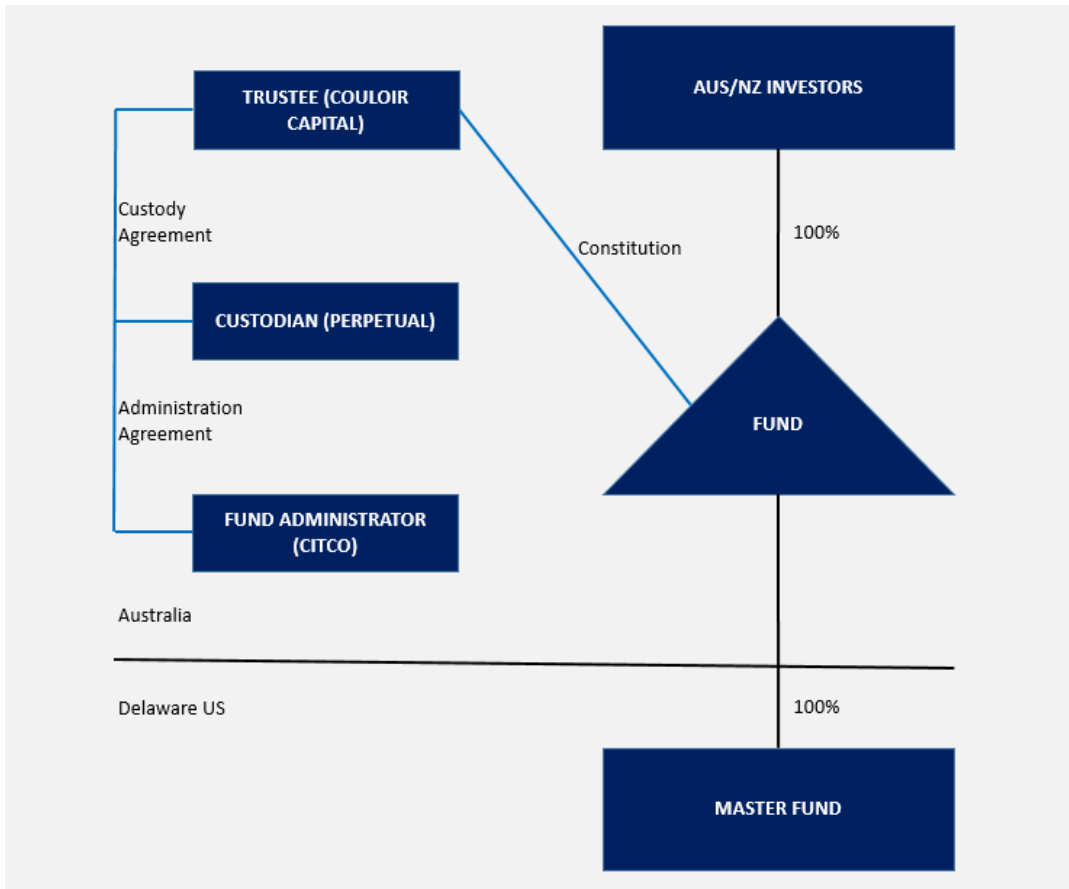 AUS/NZ INVESTORS
TRUSTEE (COULOIR
CAPITAL)
Custody
Agreement
100%
Constitution
CUSTODIAN (PERPETUAL)
Administration
Agreement
FUND
FUND ADMINISTRATOR
(CITCO)
Australia
Delaware US
100%
MASTER FUND